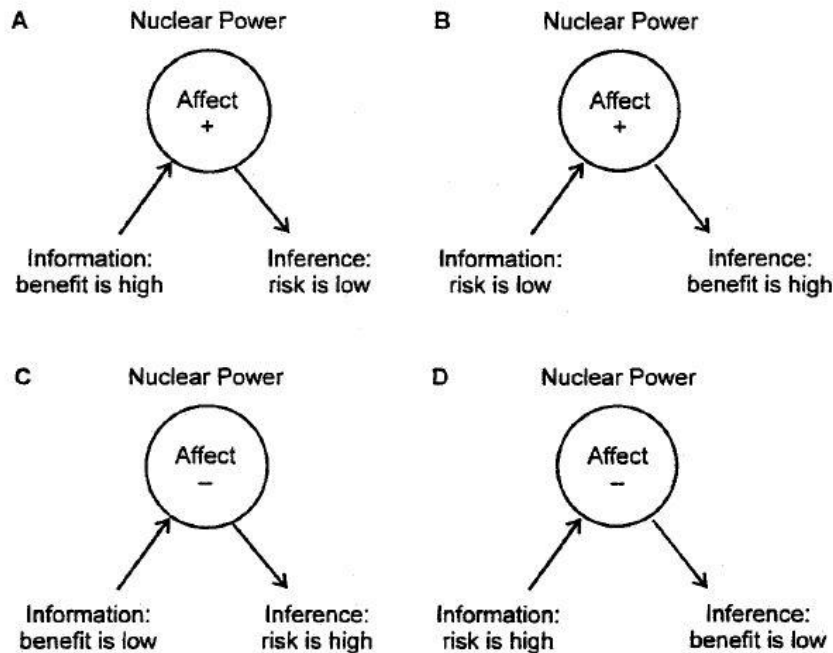 A Nuclear Power
Affect
+
Information:
benefit is high
Inference:
risk is low
B Nuclear Power
Affect
+
Information:
risk is low
Inference:
benefit is high
C Nuclear Power
Affect
–
Information:
benefit is low
Inference:
risk is high
D Nuclear Power
Affect
–
Information:
risk is high
Inference:
benefit is low